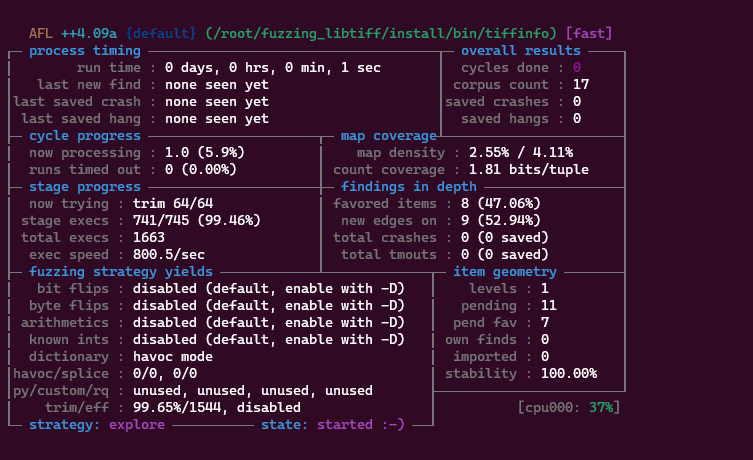 AFL ++4.09a {default} (/root/fuzzing_libtiff/install/bin/tiffinfo) [fast]
process timing overall results
run time : 0 days, 0 hrs, 0 min, 1 sec cycles done : 0
last new find : none seen yet corpus count : 17
last saved crash : none seen yet saved crashes : 0
last saved hang : none seen yet saved hangs : 0
cycle progress map coverage
now processing : 1.0 (5.9%) map density : 2.55% / 4.11%
runs timed out : 0 (0.00%) count coverage : 1.81 bits/tuple
stage progress findings in depth
now trying : trim 64/64 favored items : 8 (47.06%)
stage execs : 741/745 (99.46%) new edges on : 9 (52.94%)
total execs : 1663 total crashes : 0 (0 saved)
exec speed : 800.5/sec total tmouts : 0 (0 saved)
fuzzing strategy yields item geometry
bit flips : disabled (default, enable with -D) levels : 1
byte flips : disabled (default, enable with -D) pending : 11
arithmetics : disabled (default, enable with -D) pend fav : 7
known ints : disabled (default, enable with -D) own finds : 0
dictionary : havoc mode imported : 0
havoc/splice : 0/0, 0/0 stability : 100.00%
py/custom/rq : unused, unused, unused, unused
trim/eff : 99.65%/1544, disabled [cpu000: 37%]
strategy: explore state: started :-)